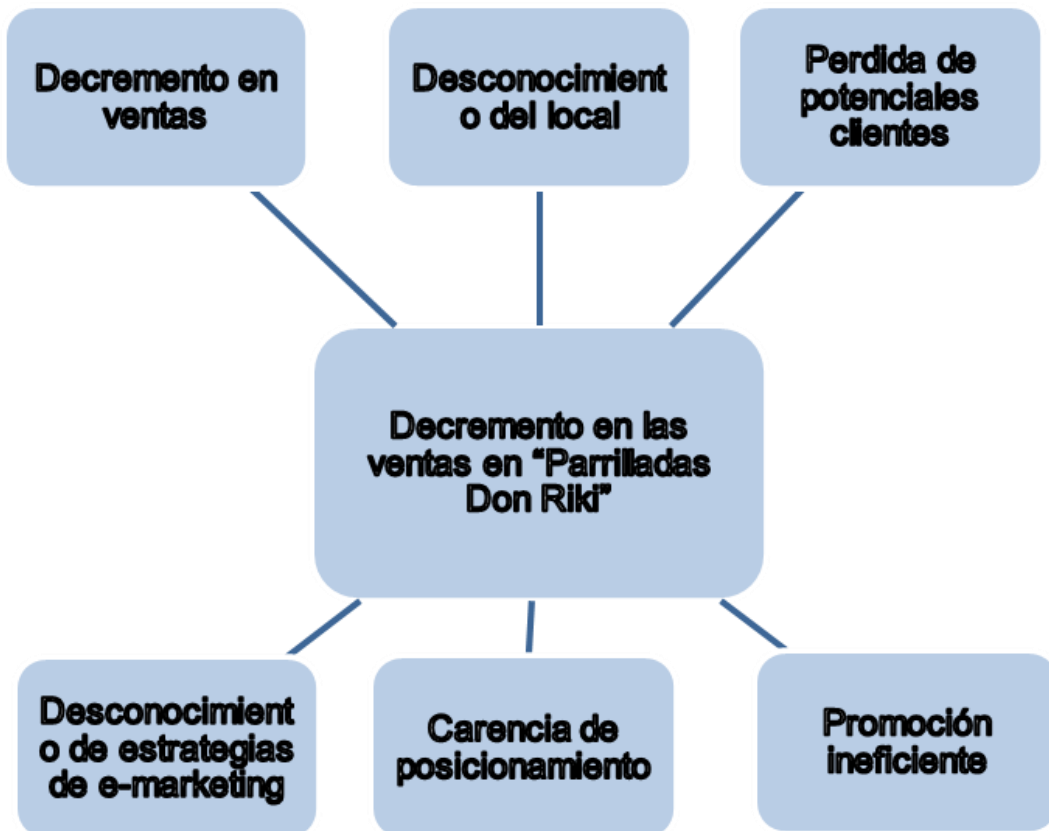 Decremento en
ventas
Desconocimient
o del local
Perdida de
potenciales
clientes
Decremento en las
ventas en “Parrilladas
Don Riki”
Desconocimient
o de estrategias
de e-marketing
Carencia de
posicionamiento
Promoción
ineficiente